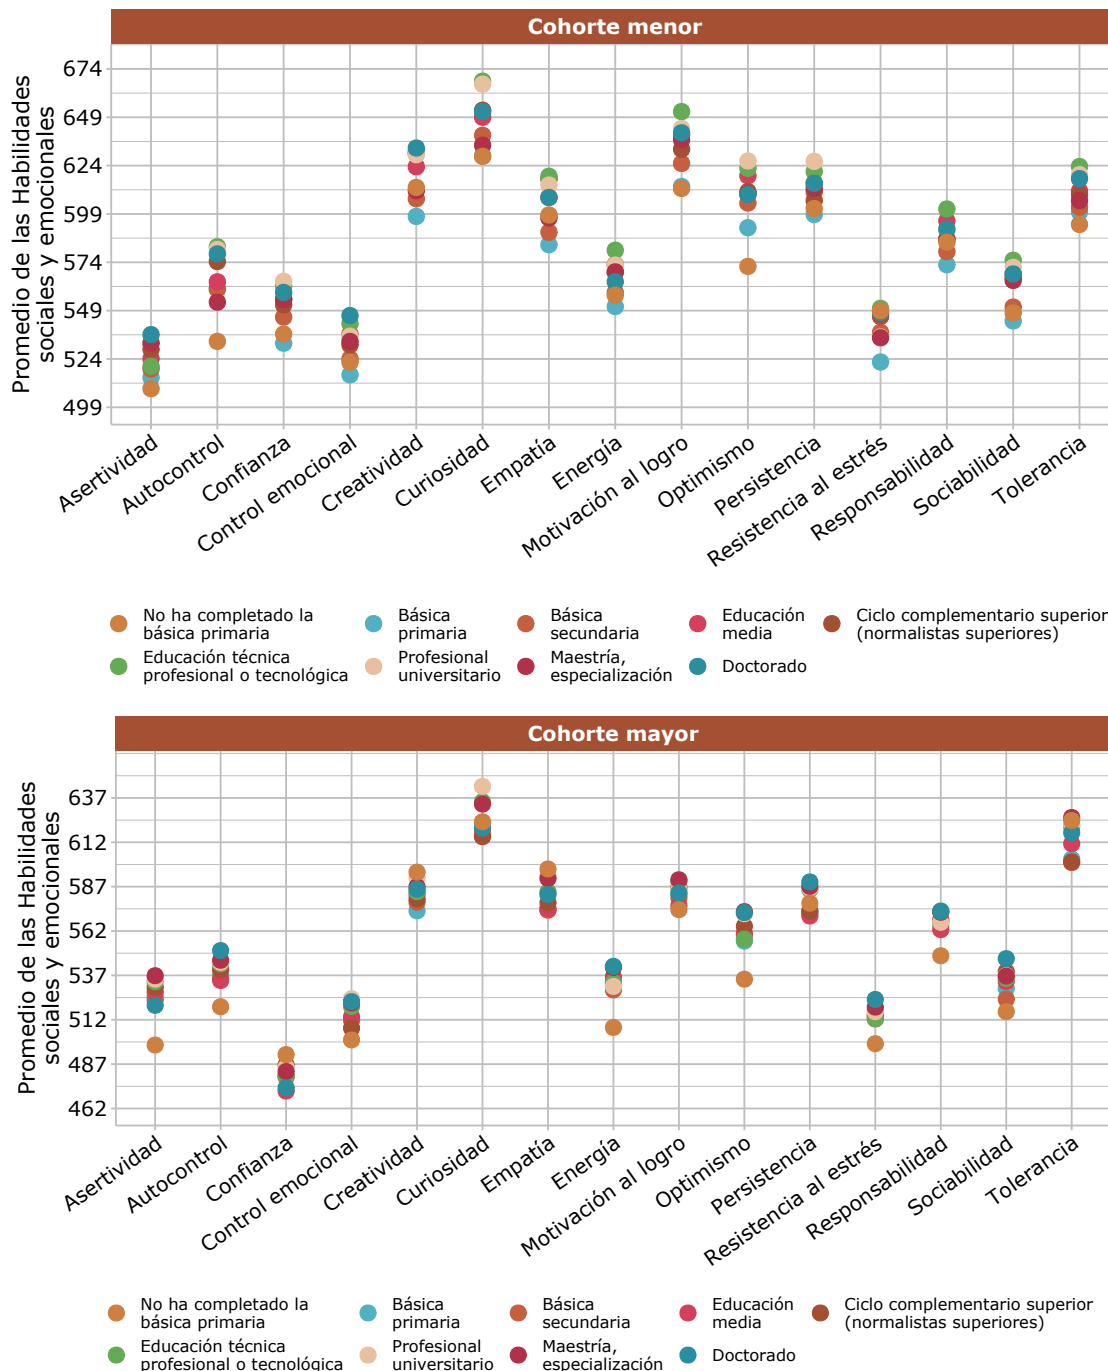 Cohorte menor
Promedio de las Habilidades
sociales y emocionales
674
649
624
599
574
549
524
499
Asertividad
Autocontrol
Confianza
Control emocional
Creatividad
Curiosidad
Empatía
Energía
Motivación al logro
Optimismo
Persistencia
Resistencia al estrés
Responsabilidad
Sociabilidad
Tolerancia
No ha completado la
básica primaria
Básica
primaria
Básica
secundaria
Educación
media
Ciclo complementario superior
(normalistas superiores)
Educación técnica
profesional o tecnológica
Profesional
universitario
Maestría,
especialización
Doctorado
Cohorte mayor
Promedio de las Habilidades
sociales y emocionales
637
612
587
562
537
512
487
462
Asertividad
Autocontrol
Confianza
Control emocional
Creatividad
Curiosidad
Empatía
Energía
Motivación al logro
Optimismo
Persistencia
Resistencia al estrés
Responsabilidad
Sociabilidad
Tolerancia
No ha completado la
básica primaria
Básica
primaria
Básica
secundaria
Educación
media
Ciclo complementario superior
(normalistas superiores)
Educación técnica
profesional o tecnológica
Profesional
universitario
Maestría,
especialización
Doctorado